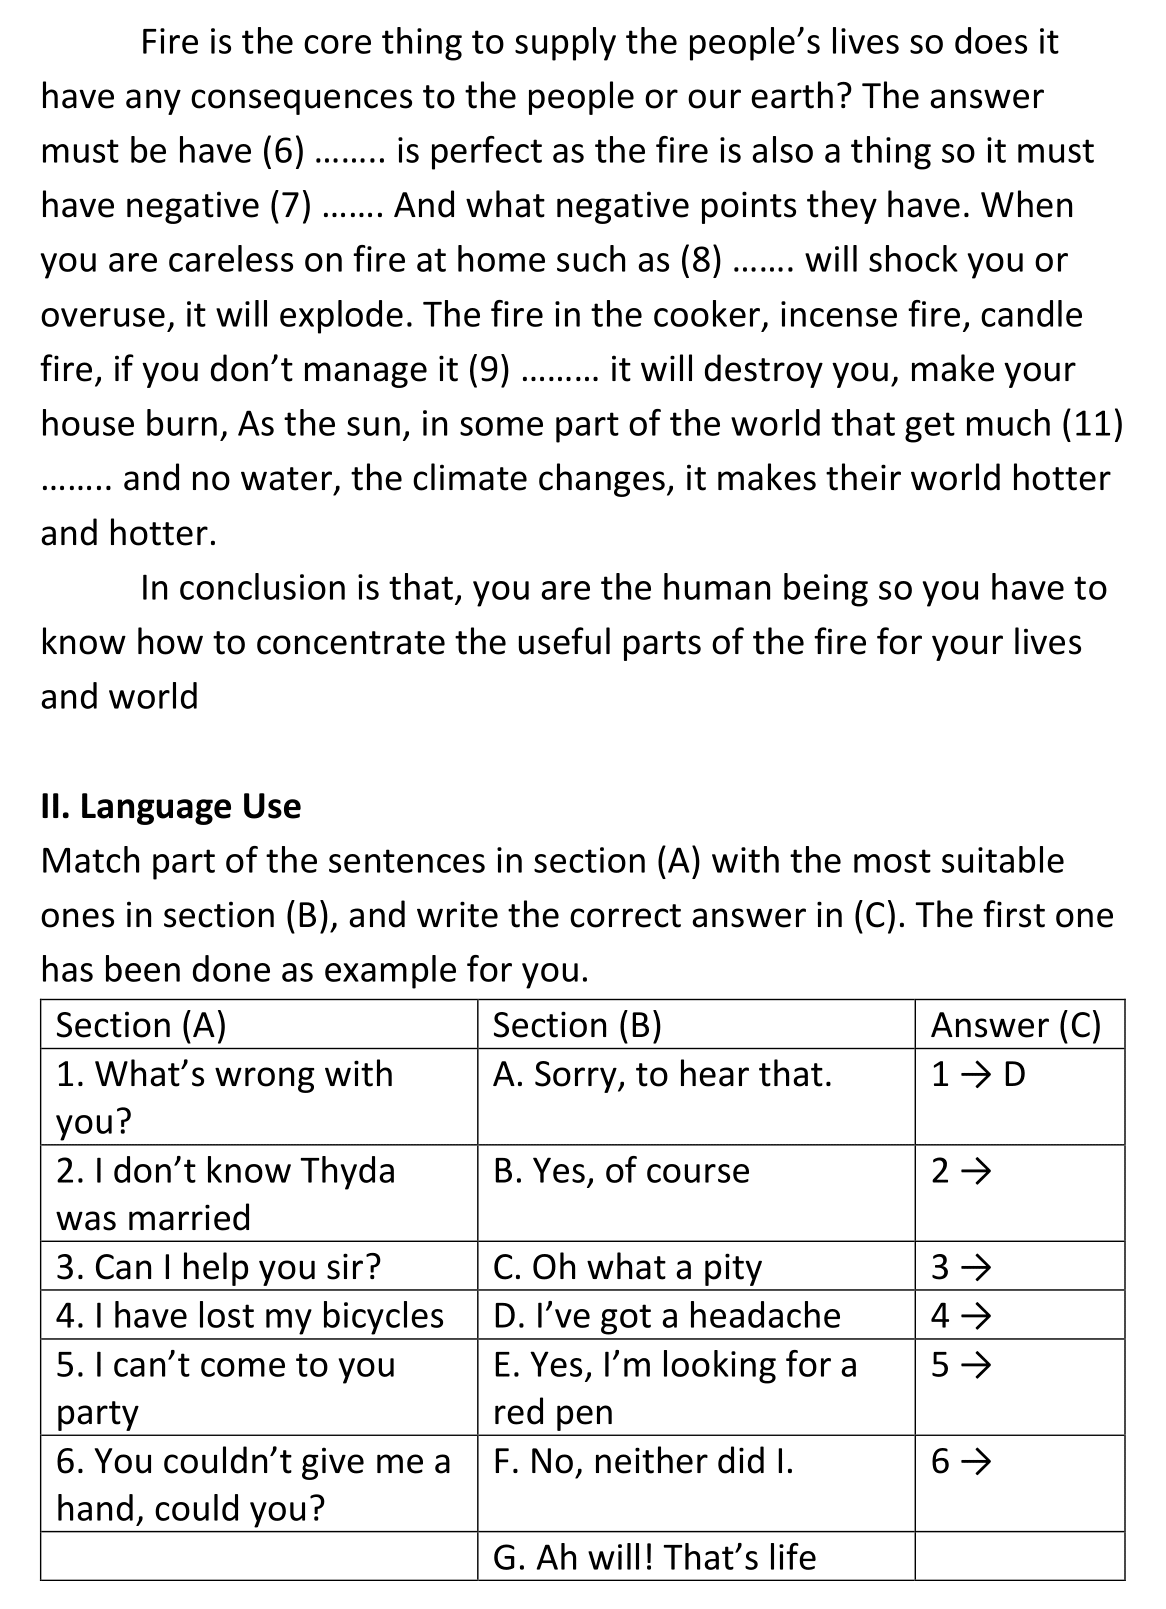 Fire is the core thing to supply the people’s lives so does it
have any consequences to the people or our earth? The answer
must be have (6) ........ is perfect as the fire is also a thing so it must
have negative (7) ....... And what negative points they have. When
you are careless on fire at home such as (8) ....... will shock you or
overuse, it will explode. The fire in the cooker, incense fire, candle
fire, if you don’t manage it (9) ......... it will destroy you, make your
house burn, As the sun, in some part of the world that get much (11)
........ and no water, the climate changes, it makes their world hotter
and hotter.
In conclusion is that, you are the human being so you have to
know how to concentrate the useful parts of the fire for your lives
and world
II. Language Use
Match part of the sentences in section (A) with the most suitable
ones in section (B), and write the correct answer in (C). The first one
has been done as example for you.
Section (A) Section (B) Answer (C)
1. What’s wrong with A. Sorry, to hear that. 1 → D
you?
2. I don’t know Thyda B. Yes, of course 2 →
was married
3. Can I help you sir? C. Oh what a pity 3 →
4. I have lost my bicycles D. I’ve got a headache 4 →
5. I can’t come to you E. Yes, I’m looking for a 5 →
party red pen
6. You couldn’t give me a F. No, neither did I. 6 →
hand, could you?
G. Ah will! That’s life